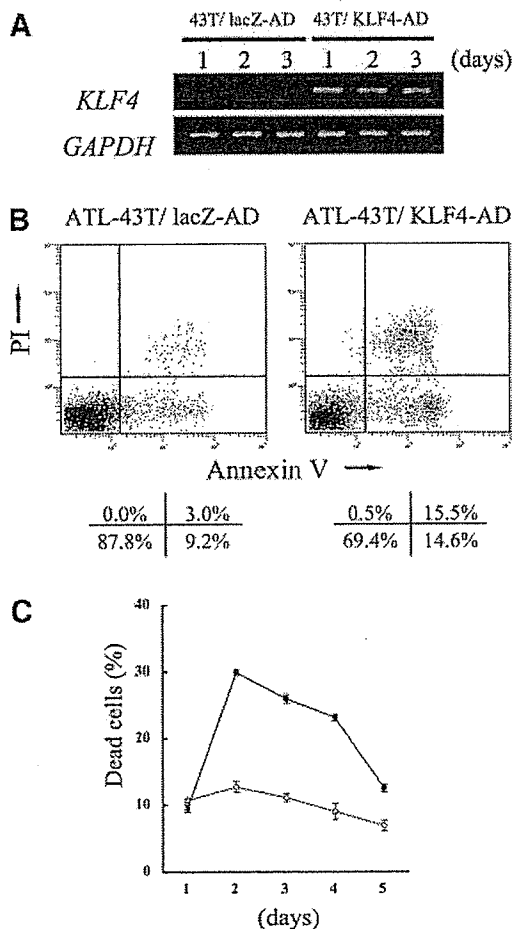 A
43T/ lacZ-AD 43T/ KLF4-AD
1 2 3 1 2 3 (days)
KLF4
GAPDH
B
ATL-43T/ lacZ-AD ATL-43T/ KLF4-AD
PI
Annexin V
0.0% 3.0% 0.5% 15.5%
87.8% 9.2% 69.4% 14.6%
C
Dead cells (%)
40
30
20
10
0
1 2 3 4 5
(days)